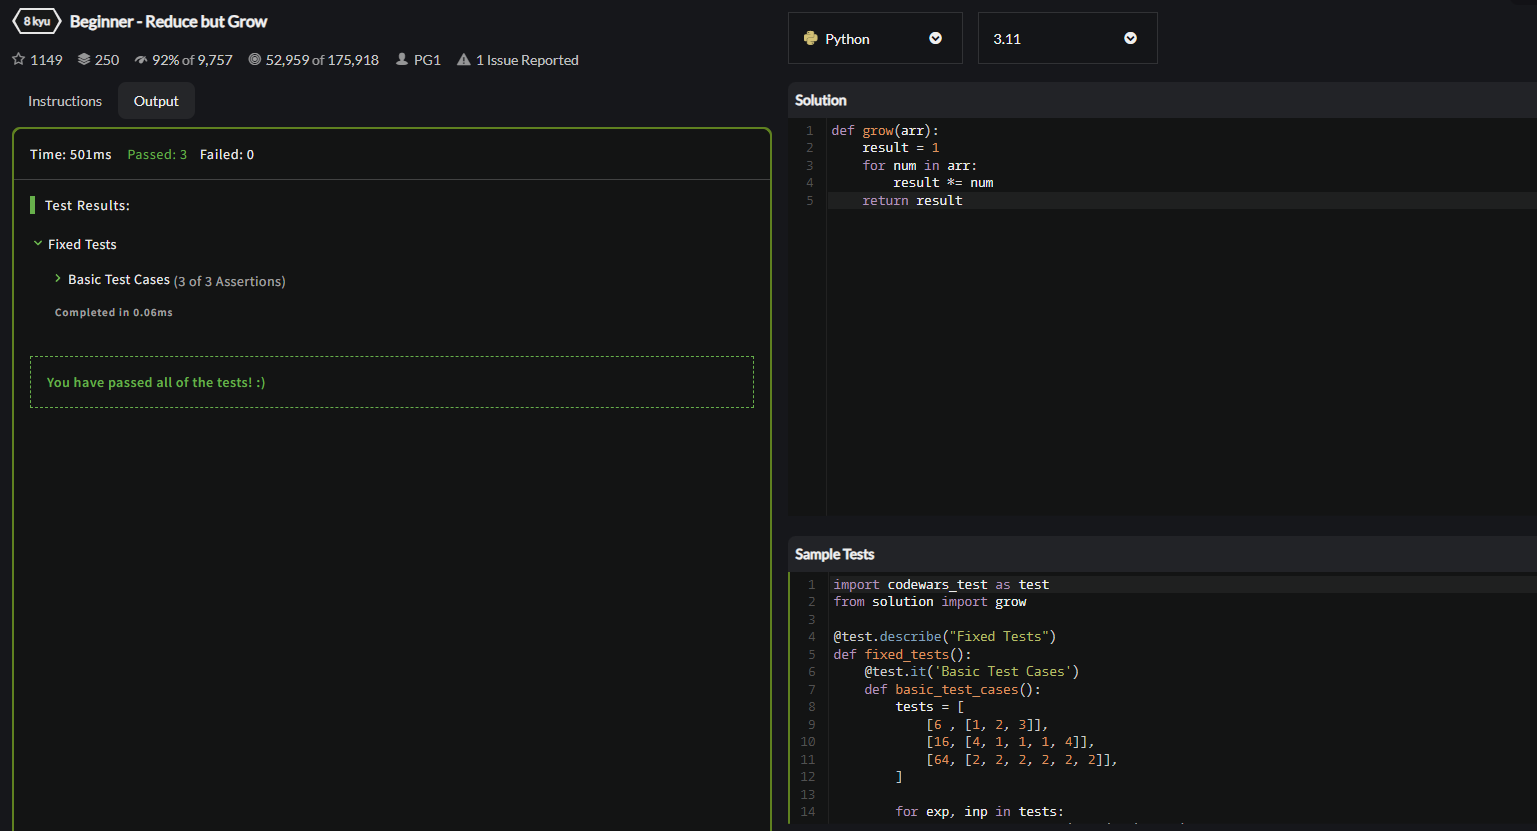 8 kyu Beginner - Reduce but Grow
1149 250 92% of 9,757 52,959 of 175,918 PG1 1 Issue Reported
Instructions Output
Time: 501ms Passed: 3 Failed: 0
Test Results:
Fixed Tests
Basic Test Cases (3 of 3 Assertions)
Completed in 0.06ms
You have passed all of the tests! :)
Python 3.11
Solution
1 def grow(arr):
2     result = 1
3     for num in arr:
4         result *= num
5     return result
Sample Tests
1 import codewars_test as test
2 from solution import grow
3
4 @test.describe("Fixed Tests")
5 def fixed_tests():
6     @test.it('Basic Test Cases')
7     def basic_test_cases():
8         tests = [
9             [6 , [1, 2, 3]],
10             [16, [4, 1, 1, 1, 4]],
11             [64, [2, 2, 2, 2, 2, 2]],
12         ]
13
14         for exp, inp in tests: